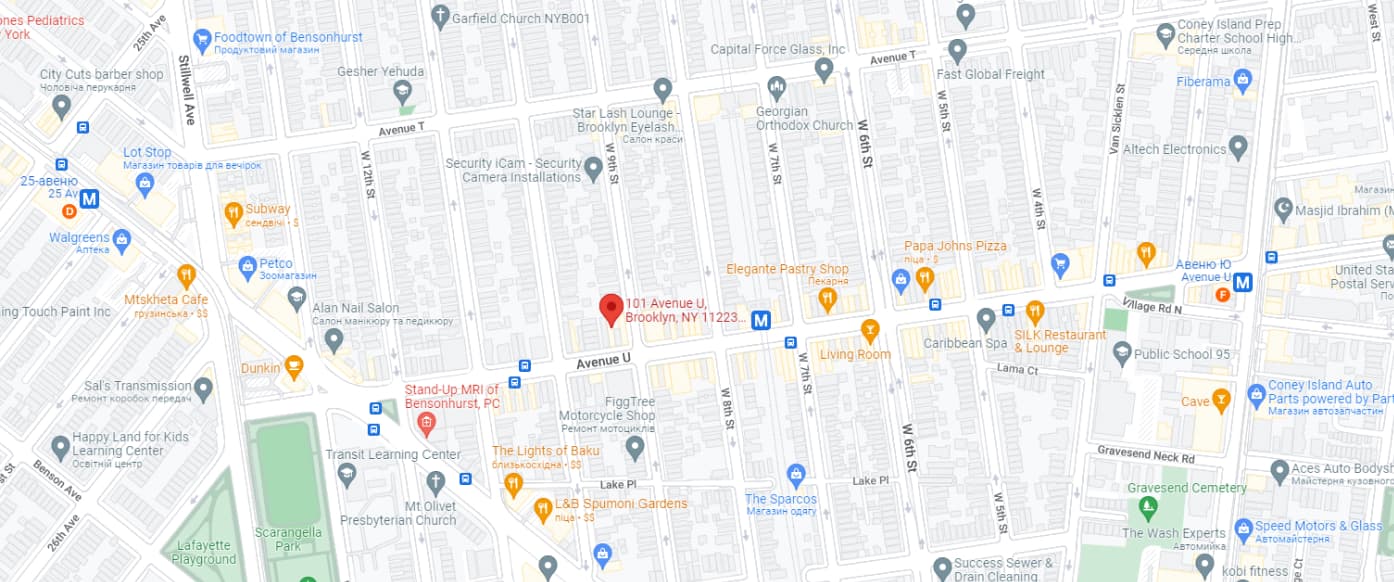 ones Pediatrics
York
25th Ave
Stillwell Ave
Foodtown of Bensonhurst
Продуктовий магазин
Garfield Church NYB001
Capital Force Glass, Inc
Avenue T
Fast Global Freight
Coney Island Prep
Charter School High...
Середня школа
West St
Fiberama
City Cuts barber shop
Чоловіча перукарня
Gesher Yehuda
Avenue T
Star Lash Lounge -
Brooklyn Eyelash...
Салон краси
Georgian
Orthodox Church
W 5th St
W 6th St
Van Sicklen St
Altech Electronics
Lot Stop
Магазин товарів для вечірок
W 12th St
Security iCam - Security
Camera Installations
W 9th St
W 7th St
W 4th St
25-авеню
25 Av
M
D
Subway
сендвічі • $
Masjid Ibrahim (M
Walgreens
Аптека
Petco
Зоомагазин
Papa Johns Pizza
піца • $
Elegante Pastry Shop
Пекарня
Авеню Ю
Avenue U
M
F
United Sta
Postal Serv
Mtskheta Cafe
грузинська • $$
ing Touch Paint Inc
Alan Nail Salon
Салон манікюру та педикюру
101 Avenue U,
Brooklyn, NY 11223...
M
Village Rd N
Living Room
Caribbean Spa
SILK Restaurant
& Lounge
Public School 95
Dunkin'
Avenue U
Lama Ct
Sal's Transmission
Ремонт коробок передач
Stand-Up MRI of
Bensonhurst, PC
FiggTree
Motorcycle Shop
Ремонт мотоциклів
W 8th St
W 7th St
Cave
Coney Island Auto
Parts powered by Part
Магазин автозапчастин
Happy Land for Kids
Learning Center
Освітній центр
Transit Learning Center
The Lights of Baku
близькосхідна • $$
W 6th St
Gravesend Neck Rd
Benson Ave
st St
Mt Olivet
Presbyterian Church
Lake Pl
Lake Pl
L&B Spumoni Gardens
піца • $$
The Sparcos
Магазин одягу
W 5th St
Gravesend Cemetery
Aces Auto Bodysh
Майстерня кузовного
26th Ave
Lafayette
Playground
Scarangella
Park
The Wash Experts
Автомийка
Speed Motors & Glass
Автомайстерня
Success Sewer &
Drain Cleaning
kobi fitness